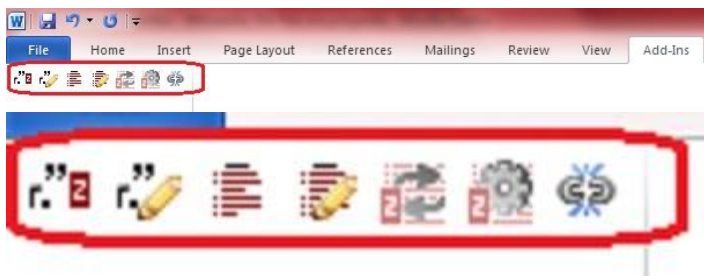 W
File Home Insert Page Layout References Mailings Review View Add-Ins
r.” Z r.” Z Z
r.” Z r.” Z Z